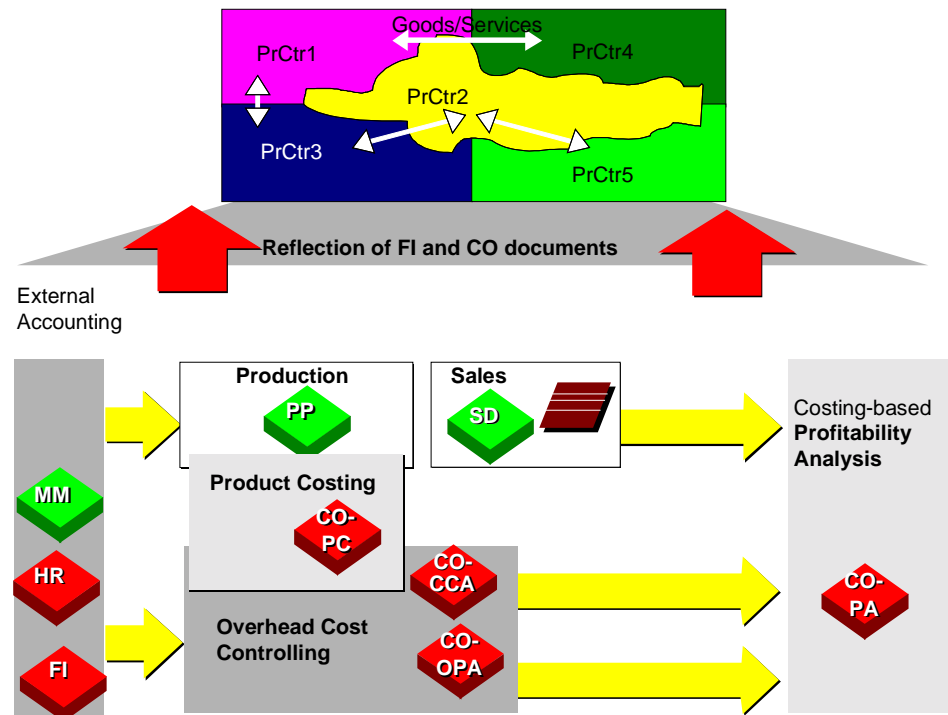 Goods/Services
PrCtr1
PrCtr4
PrCtr2
PrCtr3
PrCtr5
Reflection of FI and CO documents
External
Accounting
Production
PP
Sales
SD
Costing-based
Profitability
Analysis
MM
HR
FI
Product Costing
CO-
PC
CO-
CCA
Overhead Cost
Controlling
CO-
OPA
CO-
PA